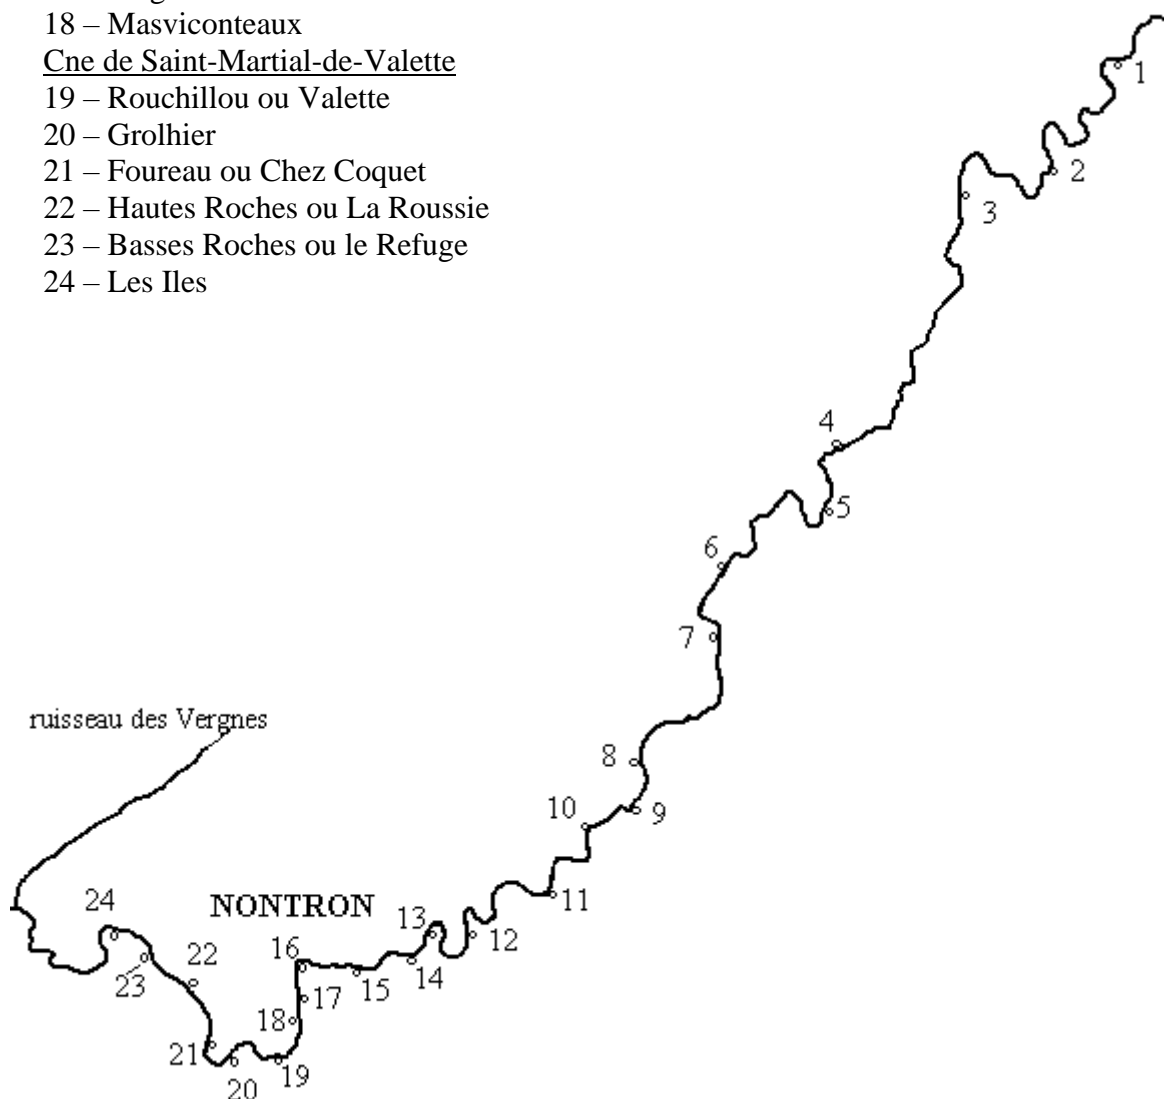 18 – Masviconteaux
Cne de Saint-Martial-de-Valette
19 – Rouchillou ou Valette
20 – Grolhier
21 – Foureau ou Chez Coquet
22 – Hautes Roches ou La Roussie
23 – Basses Roches ou le Refuge
24 – Les Iles
1
2
3
4
5
6
7
ruisseau des Vergnes
8
9
10
11
NONTRON
24
13
12
22
16
14
23
17
15
18
21
19
20